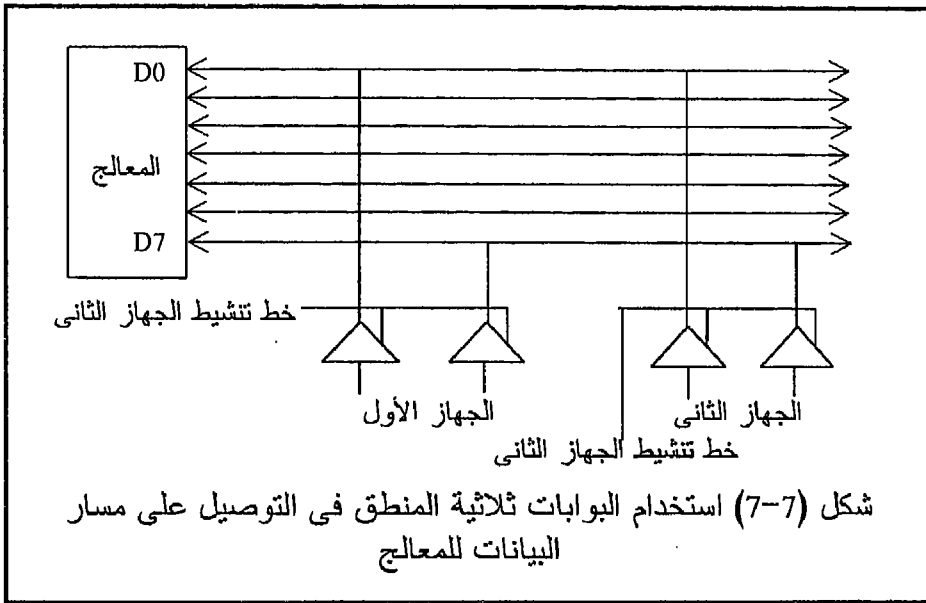 D0
المعالج
D7
خط تنشيط الجهاز الثانى
الجهاز الأول
الجهاز الثانى
خط تنشيط الجهاز الثانى
شكل (7-7) استخدام البوابات ثلاثية المنطق فى التوصيل على مسار
البيانات للمعالج